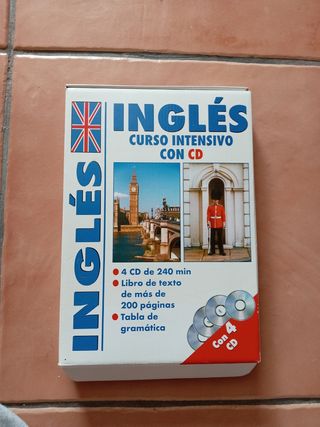 INGLÉS
INGLÉS
CURSO INTENSIVO
CON CD
4 CD de 240 min
Libro de texto
de más de
200 páginas
Tabla de
gramática
Con 4
CD